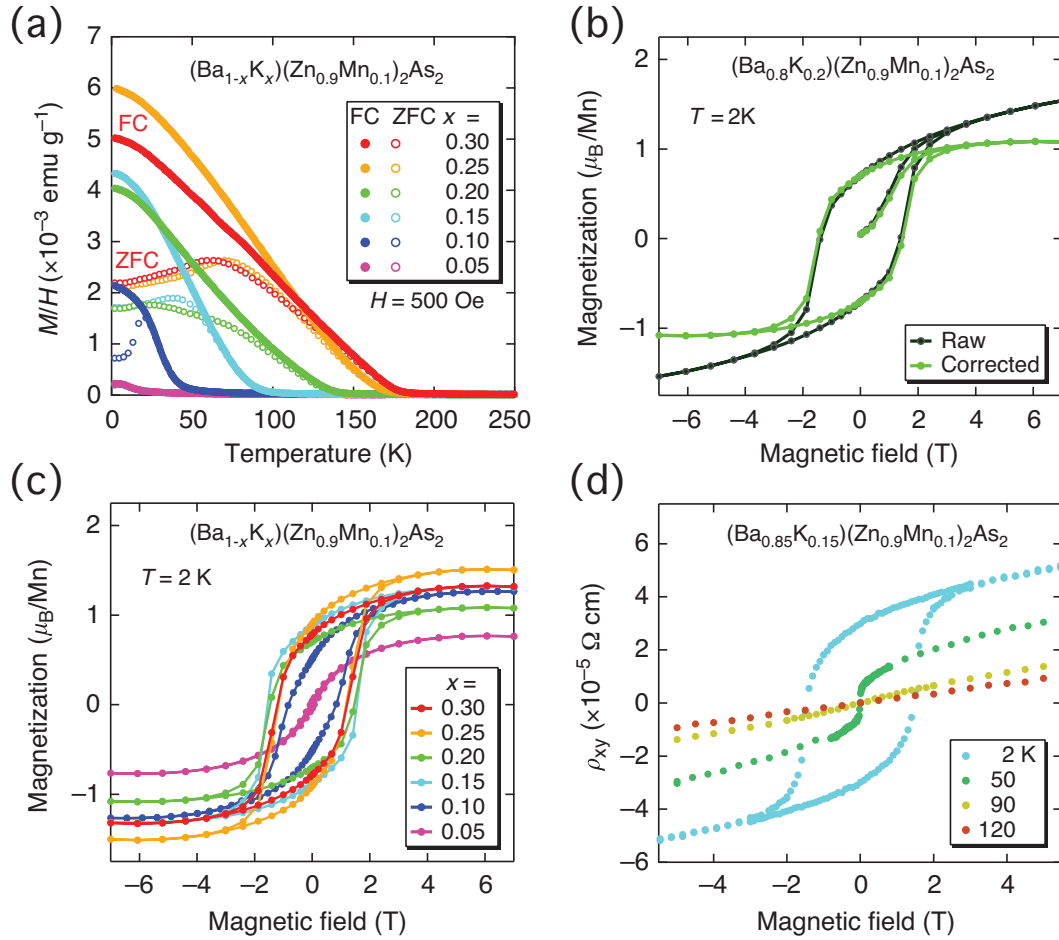 (a)
7
6
5
4
3
2
1
0
M/H (×10⁻³ emu g⁻¹)
(Ba₁₋ₓKₓ)(Zn₀.₉Mn₀.₁)₂As₂
FC
ZFC
FC ZFC x =
0.30
0.25
0.20
0.15
0.10
0.05
H = 500 Oe
0 50 100 150 200 250
Temperature (K)
(b)
2
1
0
−1
Magnetization (μB/Mn)
(Ba₀.₈K₀.₂)(Zn₀.₉Mn₀.₁)₂As₂
T = 2K
Raw
Corrected
−6 −4 −2 0 2 4 6
Magnetic field (T)
(c)
2
1
0
−1
Magnetization (μB/Mn)
(Ba₁₋ₓKₓ)(Zn₀.₉Mn₀.₁)₂As₂
T = 2 K
x =
0.30
0.25
0.20
0.15
0.10
0.05
−6 −4 −2 0 2 4 6
Magnetic field (T)
(d)
6
4
2
0
−2
−4
−6
ρxy (×10⁻⁵ Ω cm)
(Ba₀.₈₅K₀.₁₅)(Zn₀.₉Mn₀.₁)₂As₂
2 K
50
90
120
−4 −2 0 2 4
Magnetic field (T)